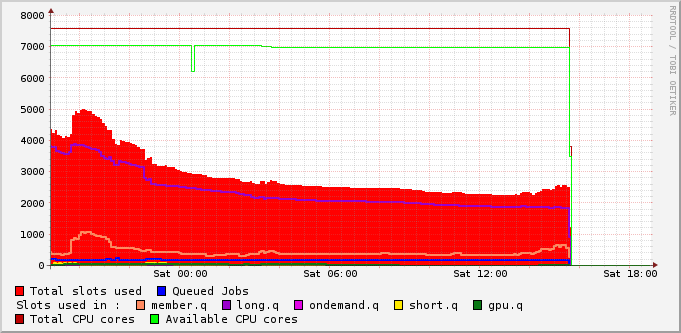 8000
7000
6000
5000
4000
3000
2000
1000
0
Sat 00:00 Sat 06:00 Sat 12:00 Sat 18:00
Total slots used Queued Jobs
Slots used in : member.q long.q ondemand.q short.q gpu.q
Total CPU cores Available CPU cores
RRDTOOL / TOBI OETIKER